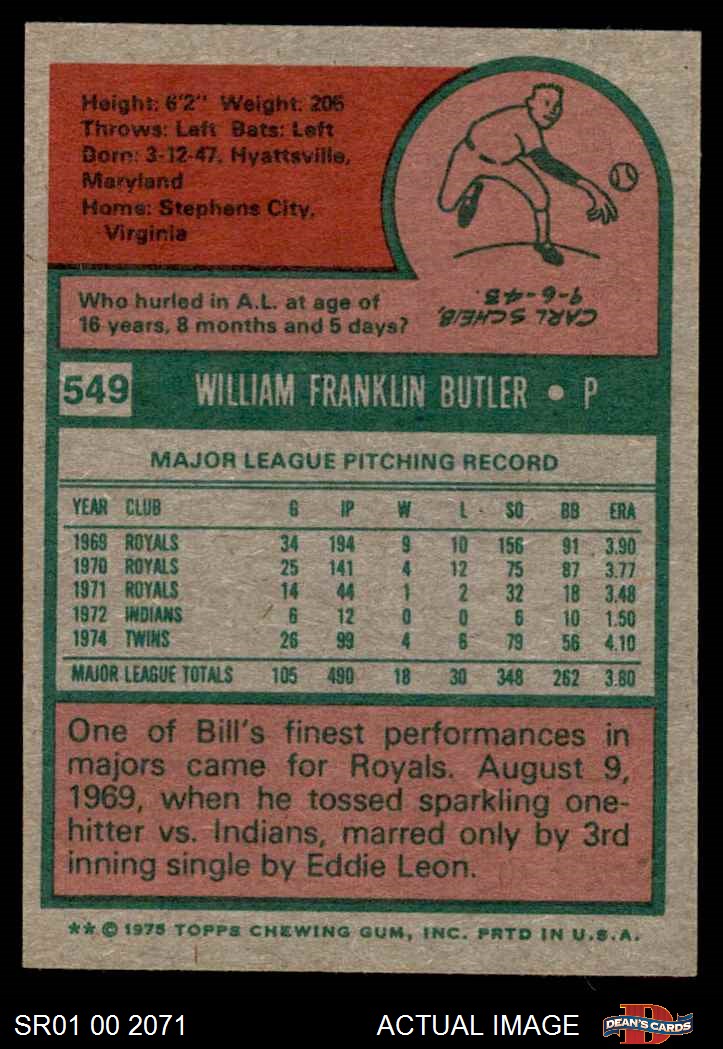 Height: 6'2" Weight: 205
Throws: Left Bats: Left
Born: 3-12-47, Hyattsville,
Maryland
Home: Stephens City,
Virginia
Who hurled in A.L. at age of
16 years, 8 months and 5 days?
CARL SCHEIB,
9-6-43.
549 WILLIAM FRANKLIN BUTLER • P
MAJOR LEAGUE PITCHING RECORD
YEAR CLUB G IP W L SO BB ERA
1969 ROYALS 34 194 9 10 156 91 3.90
1970 ROYALS 25 141 4 12 75 87 3.77
1971 ROYALS 14 44 1 2 32 18 3.48
1972 INDIANS 6 12 0 0 6 10 1.50
1974 TWINS 26 99 4 6 79 56 4.10
MAJOR LEAGUE TOTALS 105 490 18 30 348 262 3.80
One of Bill's finest performances in
majors came for Royals. August 9,
1969, when he tossed sparkling one-
hitter vs. Indians, marred only by 3rd
inning single by Eddie Leon.
** © 1975 TOPPS CHEWING GUM, INC. PRTD IN U.S.A.
SR01 00 2071 ACTUAL IMAGE
D
DEAN'S CARDS